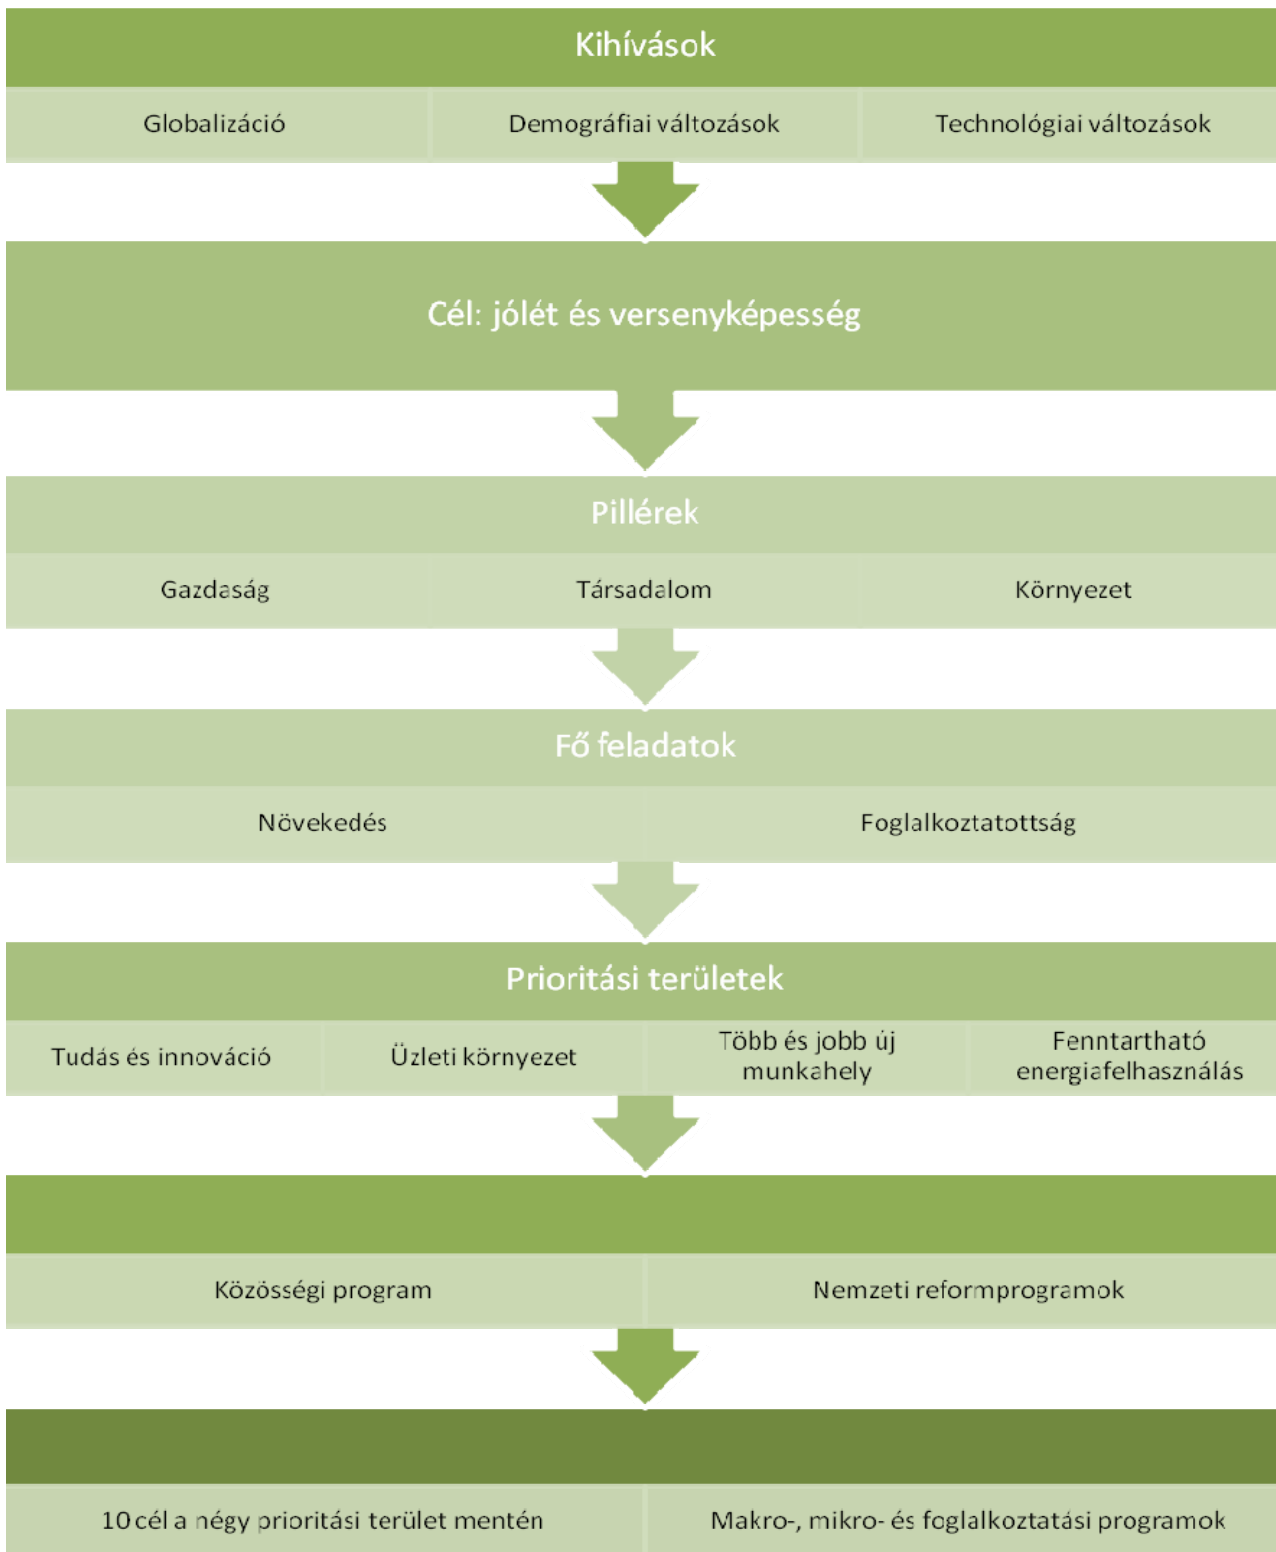 Kihívások
Globalizáció
Demográfiai változások
Technológiai változások
Cél: jólét és versenyképesség
Pillérek
Gazdaság
Társadalom
Környezet
Fő feladatok
Növekedés
Foglalkoztatottság
Prioritási területek
Tudás és innováció
Üzleti környezet
Több és jobb új
munkahely
Fenntartható
energiafelhasználás
Közösségi program
Nemzeti reformprogramok
10 cél a négy prioritási terület mentén
Makro-, mikro- és foglalkoztatási programok